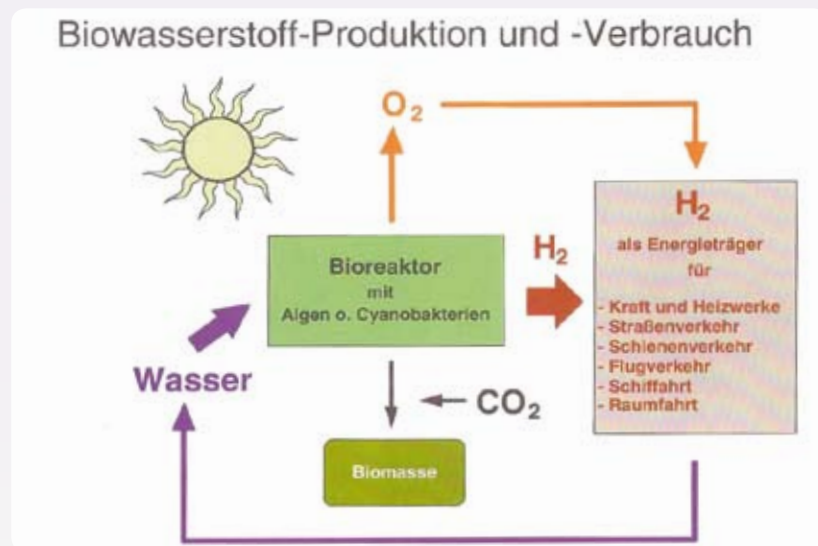 Biowasserstoff-Produktion und -Verbrauch
O₂
H₂
als Energieträger
für
- Kraft und Heizwerke
- Straßenverkehr
- Schienenverkehr
- Flugverkehr
- Schiffahrt
- Raumfahrt
H₂
Bioreaktor
mit
Algen o. Cyanobakterien
Wasser
CO₂
Biomasse